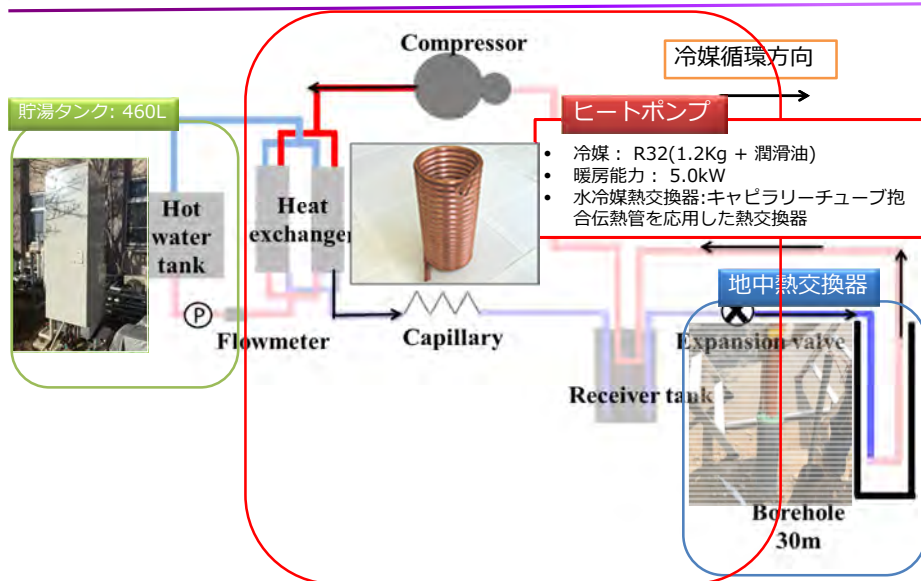 Compressor
冷媒循環方向
貯湯タンク: 460L
ヒートポンプ
• 冷媒： R32(1.2Kg + 潤滑油)
• 暖房能力： 5.0kW
• 水冷媒熱交換器:キャピラリーチューブ抱
合伝熱管を応用した熱交換器
Hot
water
tank
Heat
exchanger
地中熱交換器
P
Flowmeter
Capillary
Expansion valve
Receiver tank
Borehole
30m